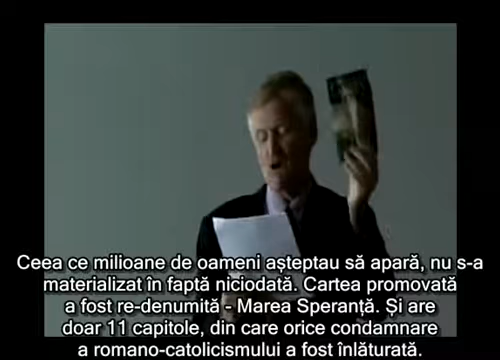 Ceea ce milioane de oameni așteptau să apară, nu s-a
materializat în faptă niciodată. Cartea promovată
a fost re-denumită - Marea Speranță. Și are
doar 11 capitole, din care orice condamnare
a romano-catolicismului a fost înlăturată.